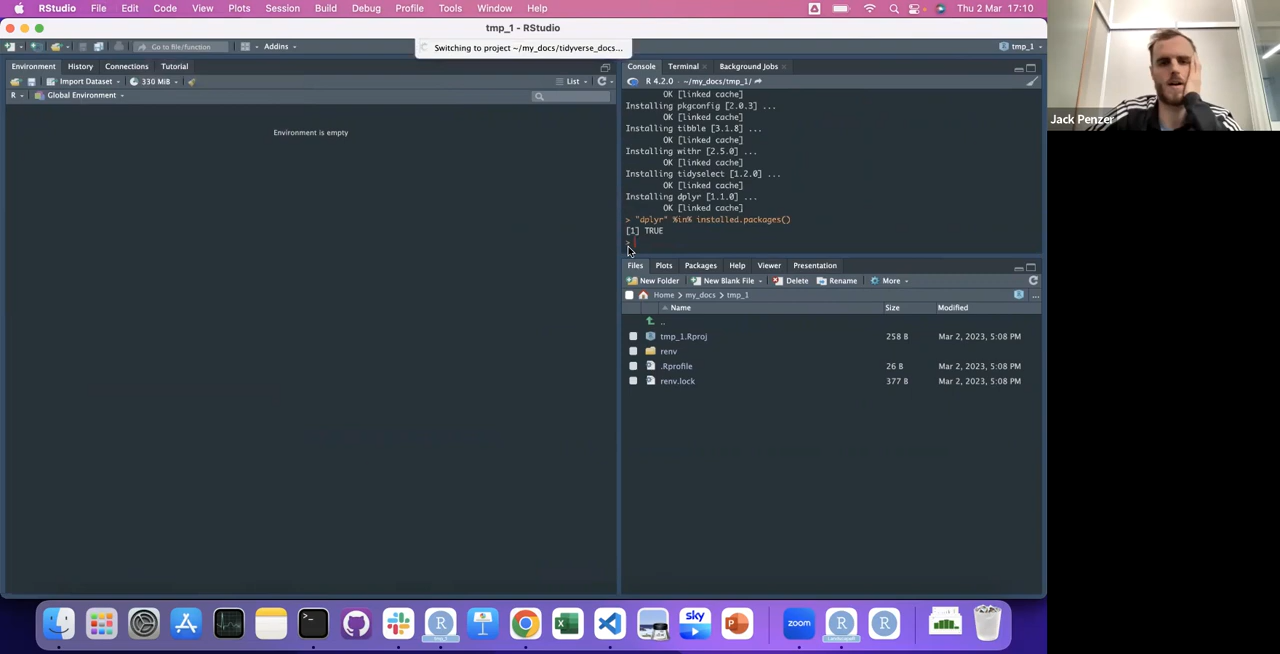 RStudio File Edit Code View Plots Session Build Debug Profile Tools Window Help Thu 2 Mar 17:10
tmp_1 - RStudio
Go to file/function Addins tmp_1
Switching to project ~/my_docs/tidyverse_docs...
Environment History Connections Tutorial
Import Dataset 330 MiB List
R Global Environment
Environment is empty
Console Terminal Background Jobs
R 4.2.0 · ~/my_docs/tmp_1/
OK [linked cache]
Installing pkgconfig [2.0.3] ...
OK [linked cache]
Installing tibble [3.1.8] ...
OK [linked cache]
Installing withr [2.5.0] ...
OK [linked cache]
Installing tidyselect [1.2.0] ...
OK [linked cache]
Installing dplyr [1.1.0] ...
OK [linked cache]
> "dplyr" %in% installed.packages()
[1] TRUE
>
Files Plots Packages Help Viewer Presentation
New Folder New Blank File Delete Rename More
Home my_docs tmp_1 ...
Name Size Modified
..
tmp_1.Rproj 258 B Mar 2, 2023, 5:08 PM
renv
.Rprofile 26 B Mar 2, 2023, 5:08 PM
renv.lock 377 B Mar 2, 2023, 5:08 PM
Jack Penzer
sky
zoom